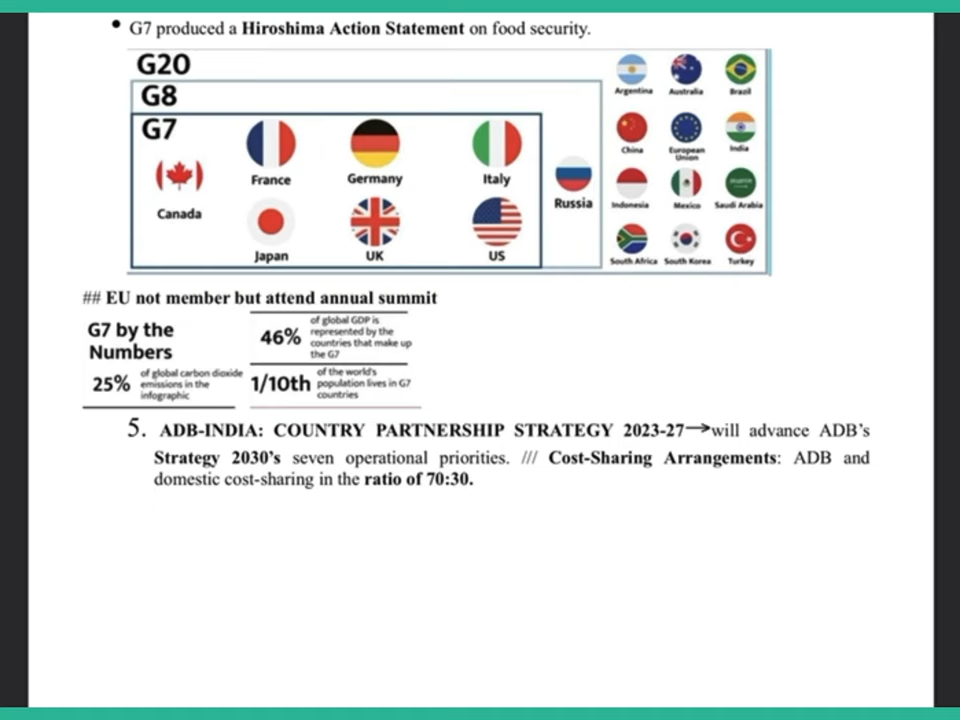 • G7 produced a Hiroshima Action Statement on food security.
G20
G8
G7
Canada
France
Germany
Italy
Japan
UK
US
Russia
Argentina
Australia
Brazil
China
European Union
India
Indonesia
Mexico
Saudi Arabia
South Africa
South Korea
Turkey
## EU not member but attend annual summit
G7 by the
Numbers
46%
of global GDP is
represented by the
countries that make up
the G7
25%
of global carbon dioxide
emissions in the
infographic
1/10th
of the world's
population lives in G7
countries
5. ADB-INDIA: COUNTRY PARTNERSHIP STRATEGY 2023-27→will advance ADB's
Strategy 2030's seven operational priorities. /// Cost-Sharing Arrangements: ADB and
domestic cost-sharing in the ratio of 70:30.